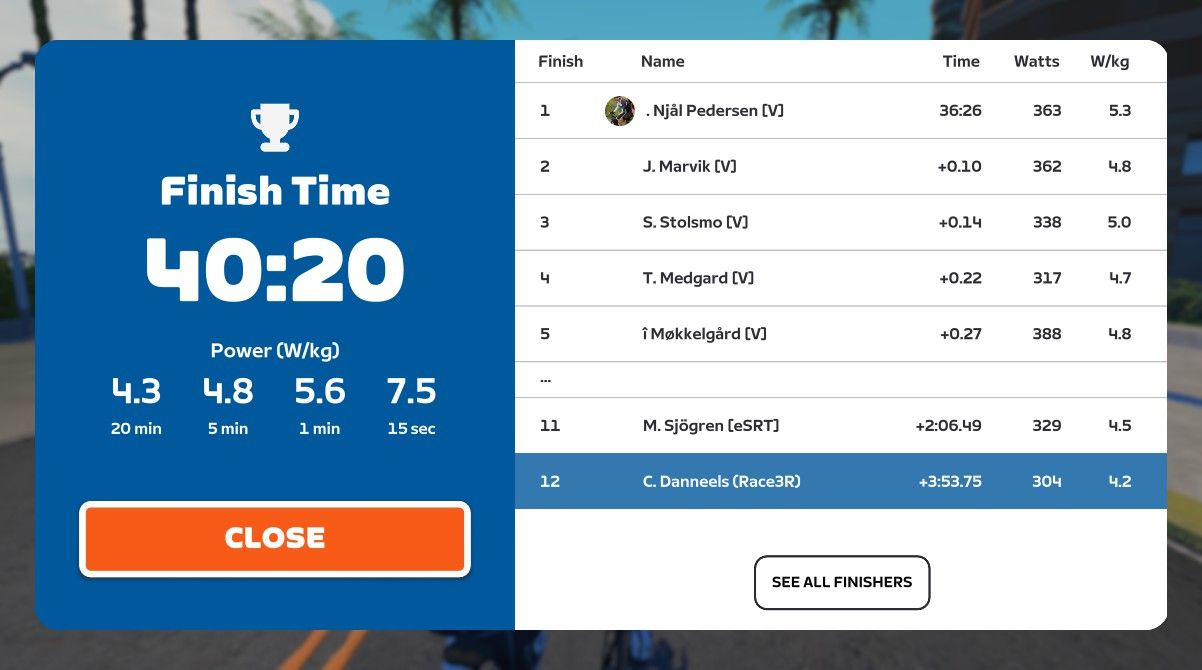 Finish Time
40:20
Power (W/kg)
4.3 4.8 5.6 7.5
20 min 5 min 1 min 15 sec
CLOSE
Finish Name Time Watts W/kg
1 . Njål Pedersen [V] 36:26 363 5.3
2 J. Marvik [V] +0.10 362 4.8
3 S. Stolsmo [V] +0.14 338 5.0
4 T. Medgard [V] +0.22 317 4.7
5 î Møkkelgård [V] +0.27 388 4.8
...
11 M. Sjögren [eSRT] +2:06.49 329 4.5
12 C. Danneels (Race3R) +3:53.75 304 4.2
SEE ALL FINISHERS